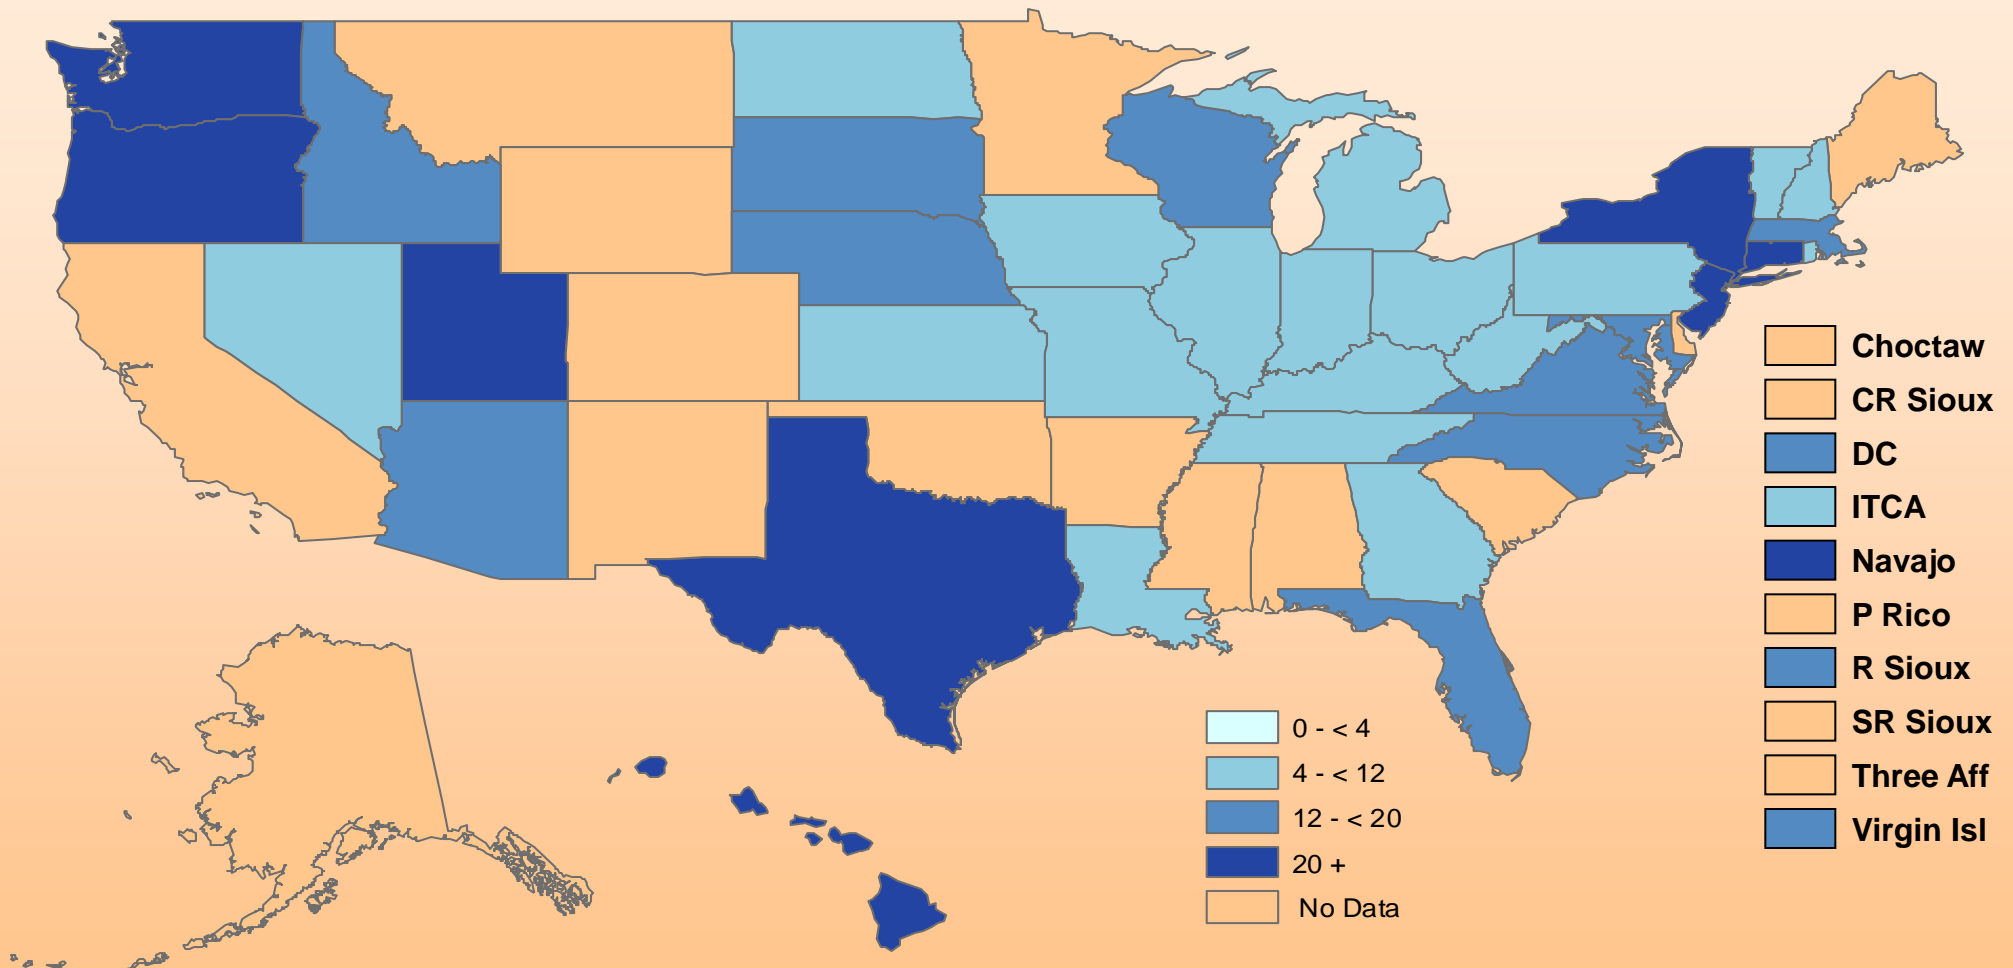 Choctaw
CR Sioux
DC
ITCA
Navajo
P Rico
R Sioux
SR Sioux
Three Aff
Virgin Isl
0 - < 4
4 - < 12
12 - < 20
20 +
No Data